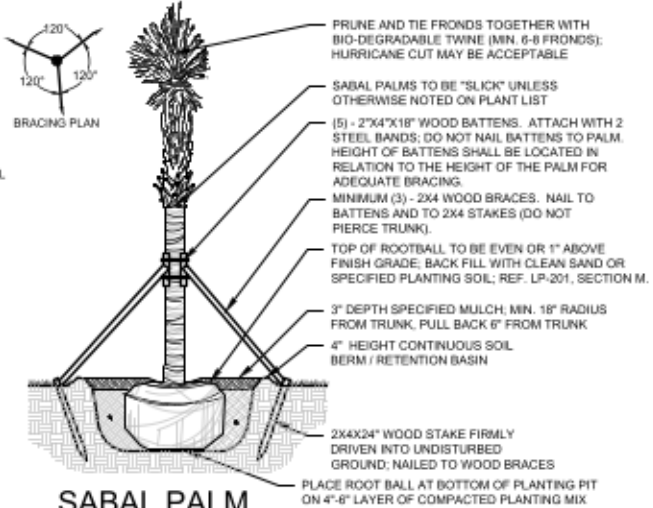 120°
120°
120°
BRACING PLAN
PRUNE AND TIE FRONDS TOGETHER WITH
BIO-DEGRADABLE TWINE (MIN. 6-8 FRONDS);
HURRICANE CUT MAY BE ACCEPTABLE
SABAL PALMS TO BE "SLICK" UNLESS
OTHERWISE NOTED ON PLANT LIST
(5) - 2"X4"X18" WOOD BATTENS. ATTACH WITH 2
STEEL BANDS; DO NOT NAIL BATTENS TO PALM.
HEIGHT OF BATTENS SHALL BE LOCATED IN
RELATION TO THE HEIGHT OF THE PALM FOR
ADEQUATE BRACING.
MINIMUM (3) - 2X4 WOOD BRACES. NAIL TO
BATTENS AND TO 2X4 STAKES (DO NOT
PIERCE TRUNK).
TOP OF ROOTBALL TO BE EVEN OR 1" ABOVE
FINISH GRADE; BACK FILL WITH CLEAN SAND OR
SPECIFIED PLANTING SOIL; REF. LP-201, SECTION M.
3" DEPTH SPECIFIED MULCH; MIN. 18" RADIUS
FROM TRUNK, PULL BACK 6" FROM TRUNK
4" HEIGHT CONTINUOUS SOIL
BERM / RETENTION BASIN
2X4X24" WOOD STAKE FIRMLY
DRIVEN INTO UNDISTURBED
GROUND; NAILED TO WOOD BRACES
PLACE ROOT BALL AT BOTTOM OF PLANTING PIT
ON 4"-6" LAYER OF COMPACTED PLANTING MIX
SABAL PALM